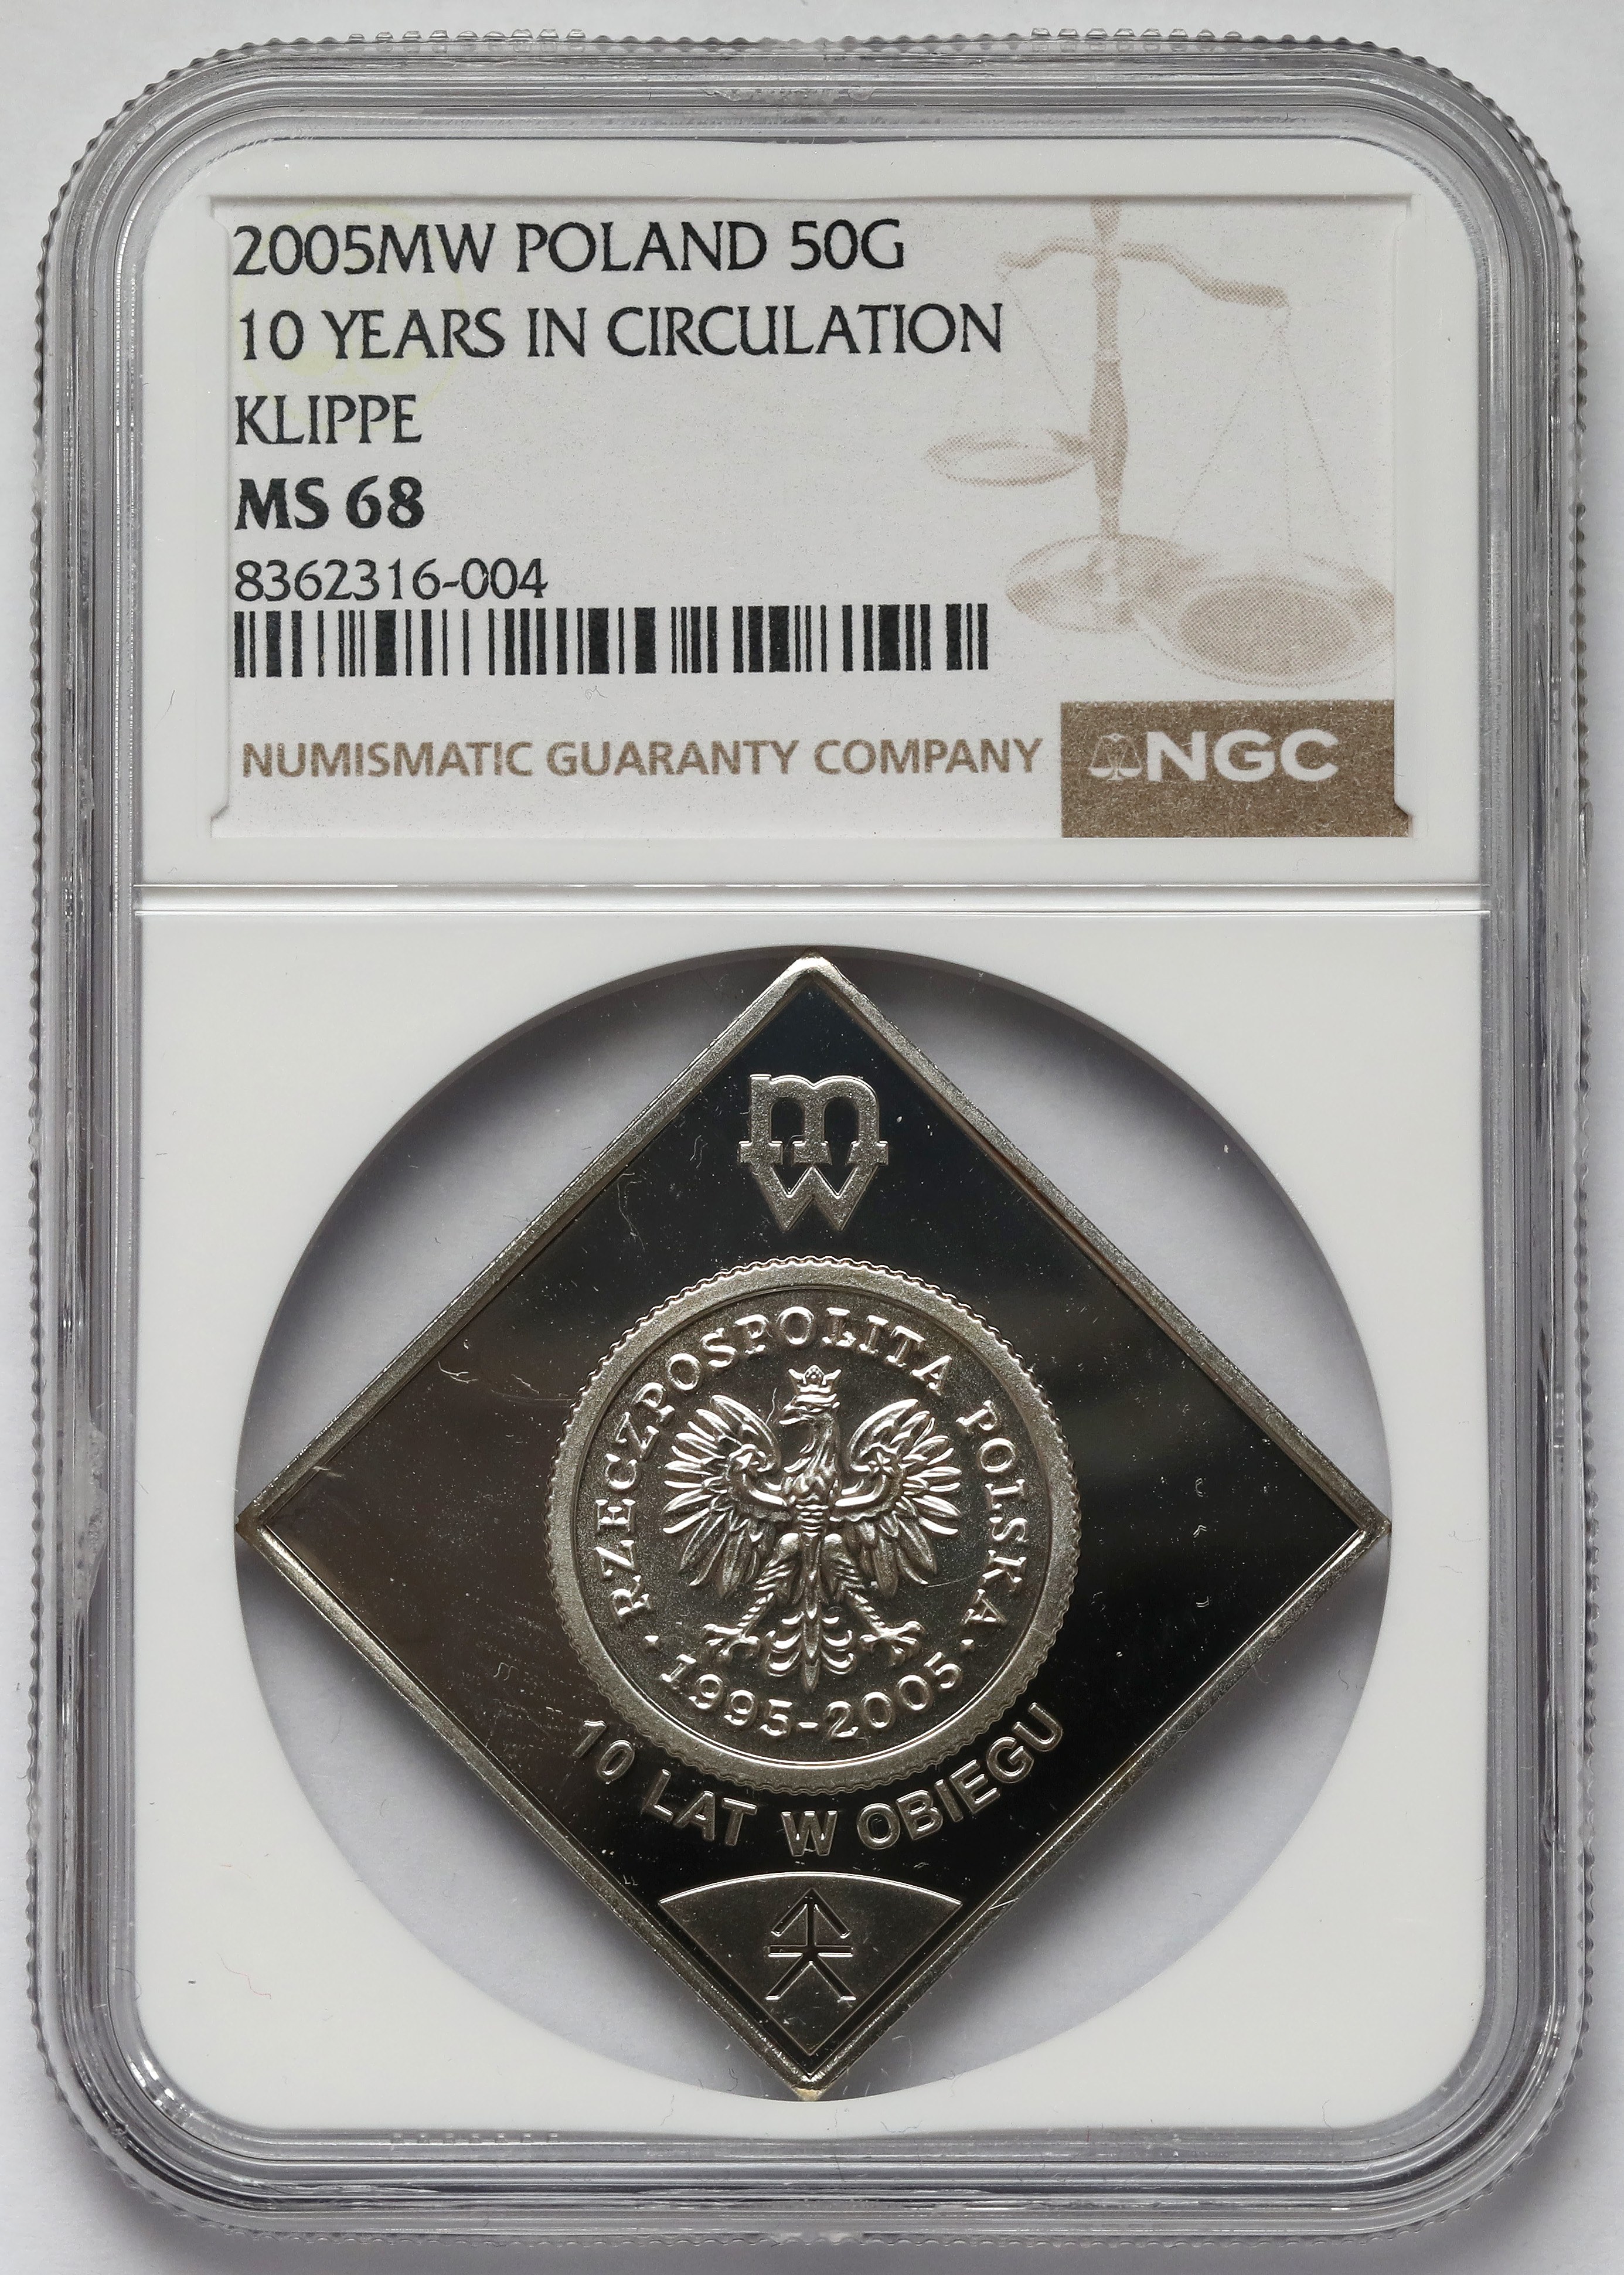 2005MW POLAND 50G
10 YEARS IN CIRCULATION
KLIPPE
MS 68
8362316-004
NUMISMATIC GUARANTY COMPANY
NGC
mw
RZECZPOSPOLITA POLSKA
· 1995-2005 ·
10 LAT W OBIEGU